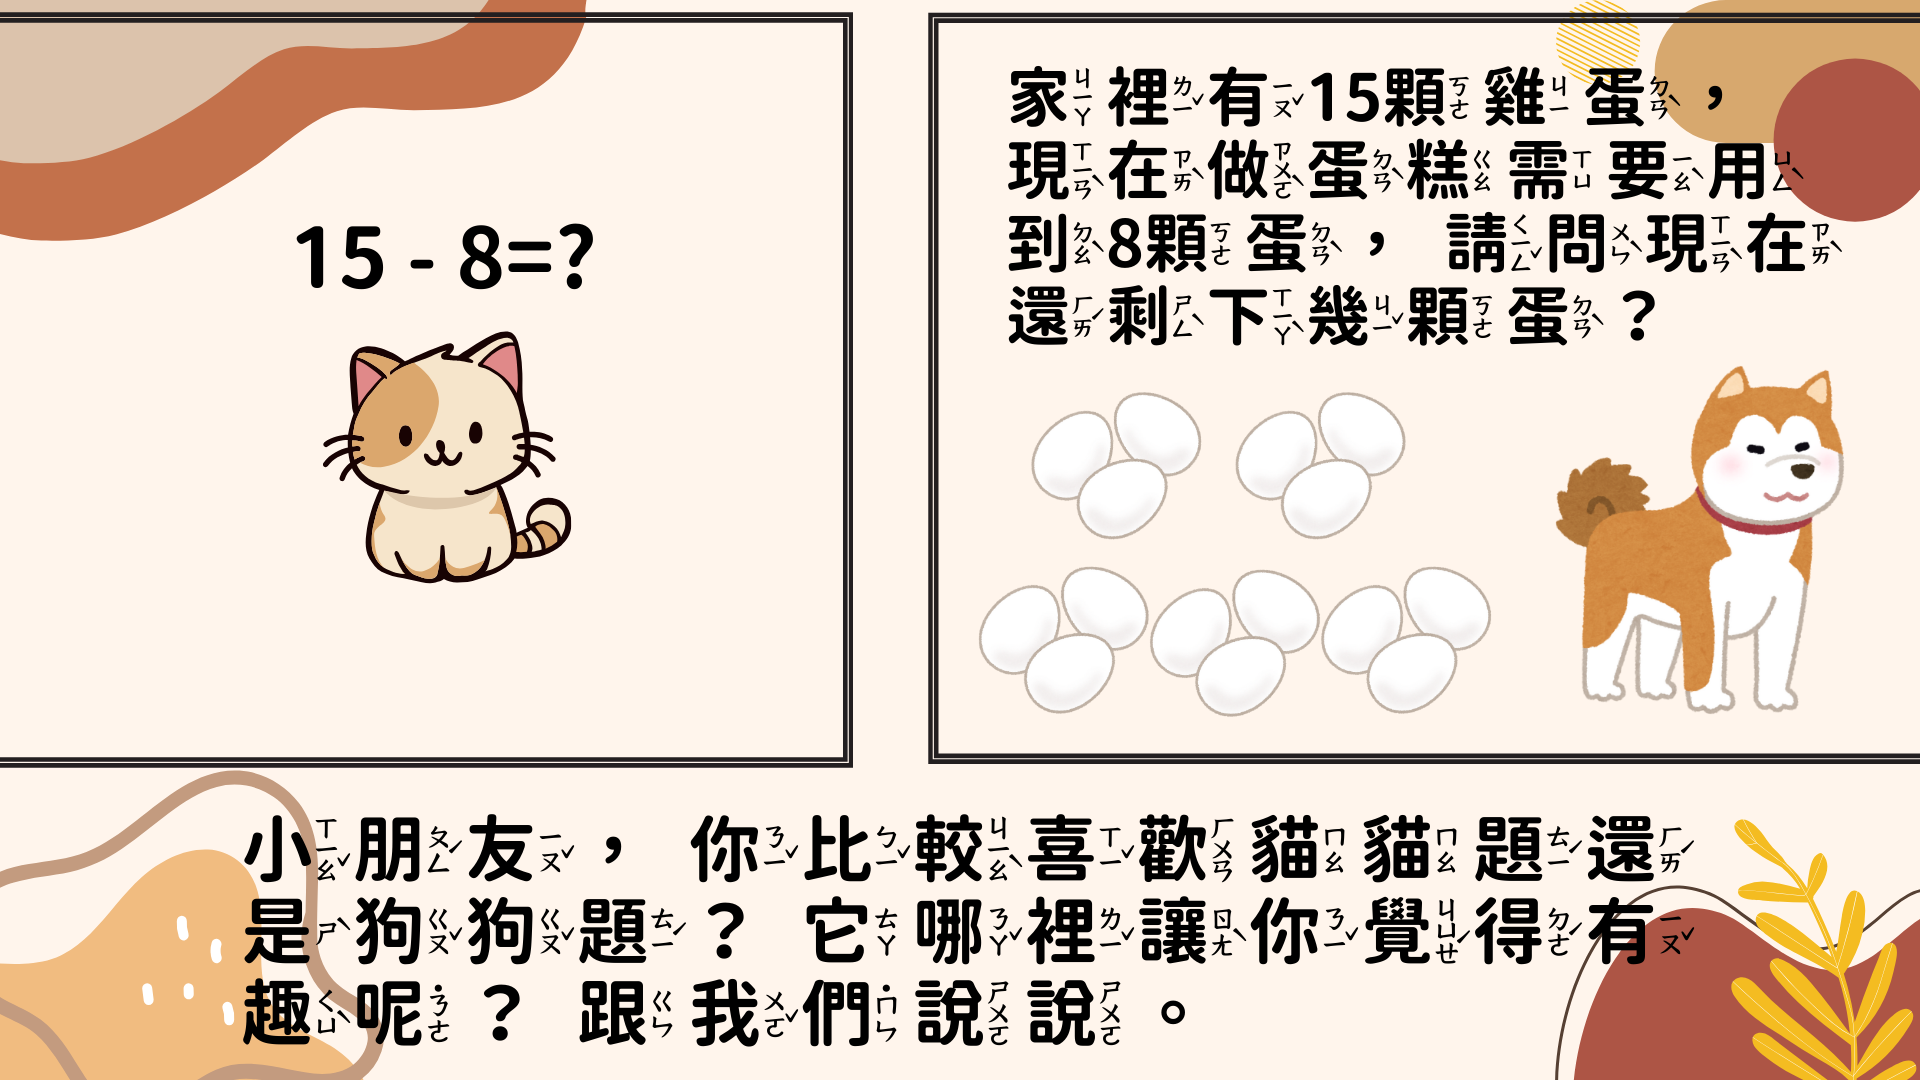 15 - 8=?
家裡有15顆雞蛋，
現在做蛋糕需要用
到8顆蛋，請問現在
還剩下幾顆蛋？
小朋友，你比較喜歡貓貓題還
是狗狗題？它哪裡讓你覺得有
趣呢？跟我們說說。